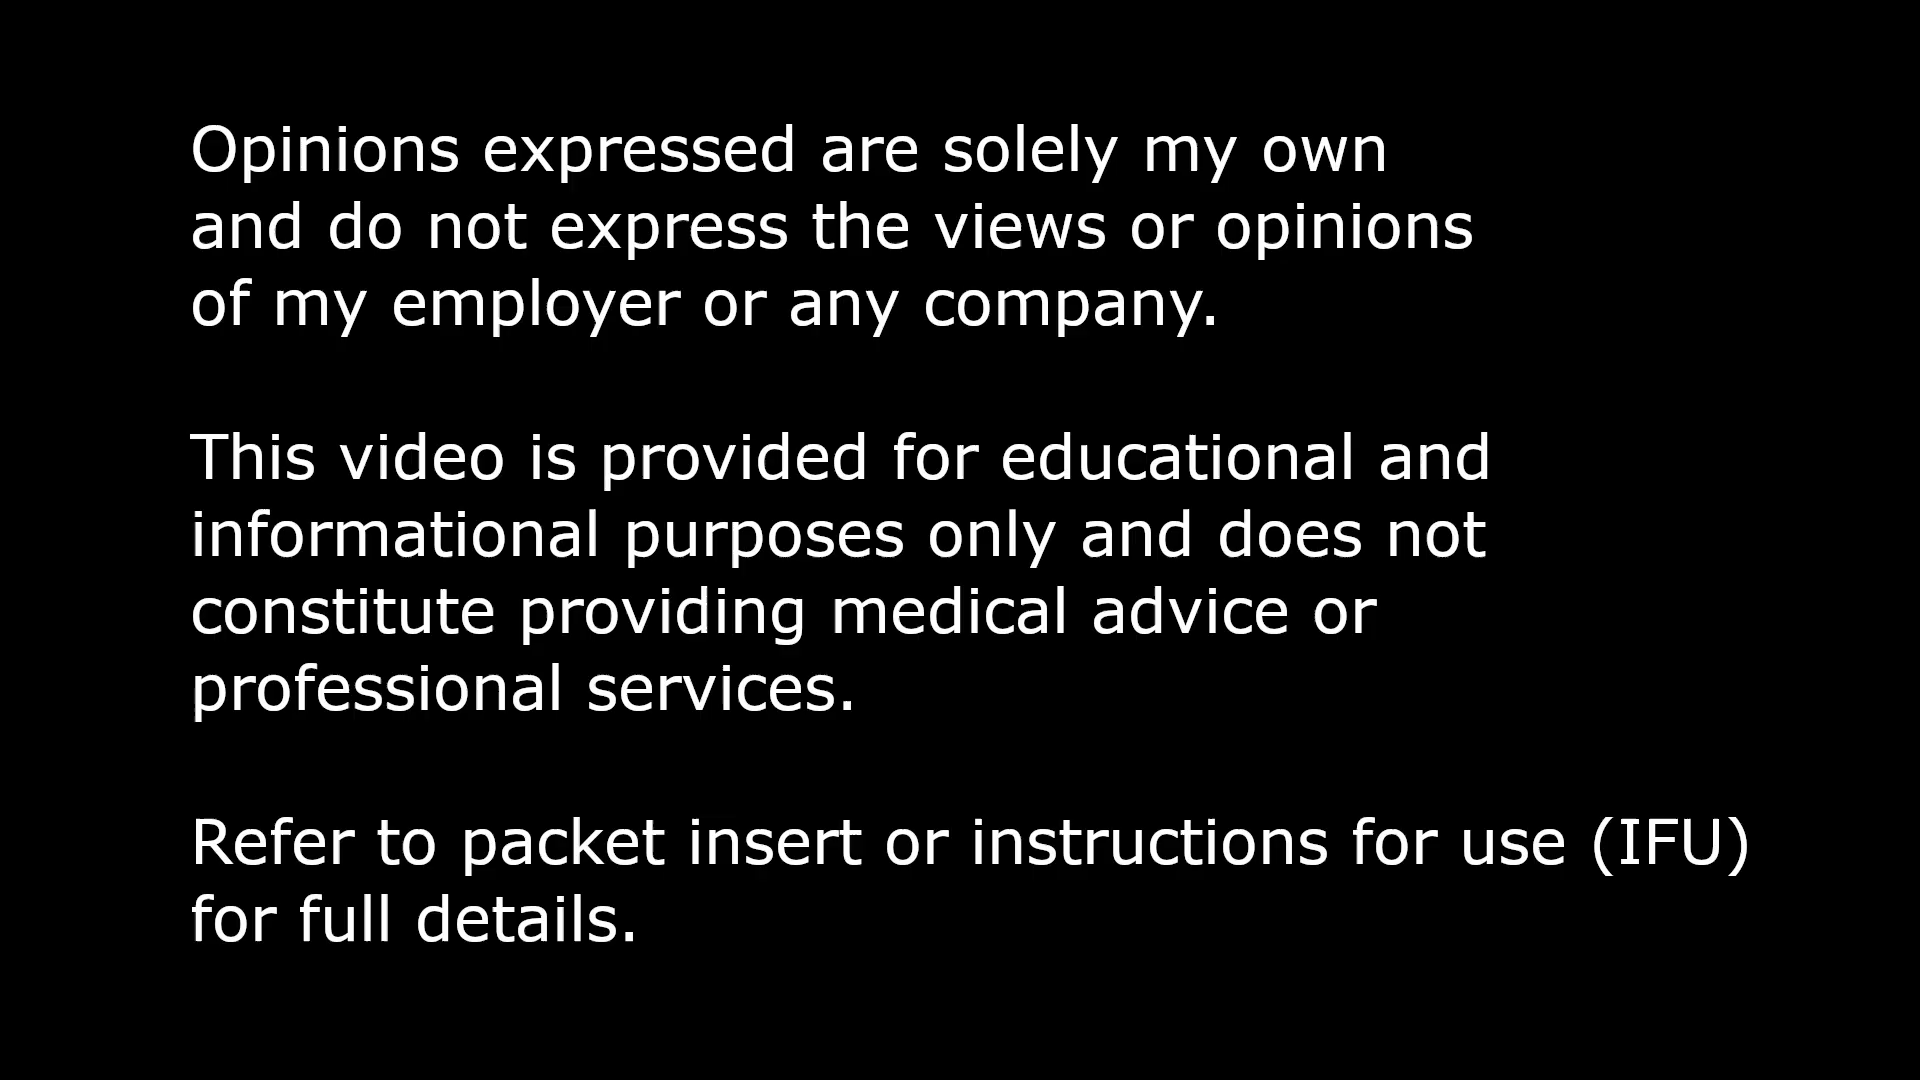 Opinions expressed are solely my own
and do not express the views or opinions
of my employer or any company.
This video is provided for educational and
informational purposes only and does not
constitute providing medical advice or
professional services.
Refer to packet insert or instructions for use (IFU)
for full details.